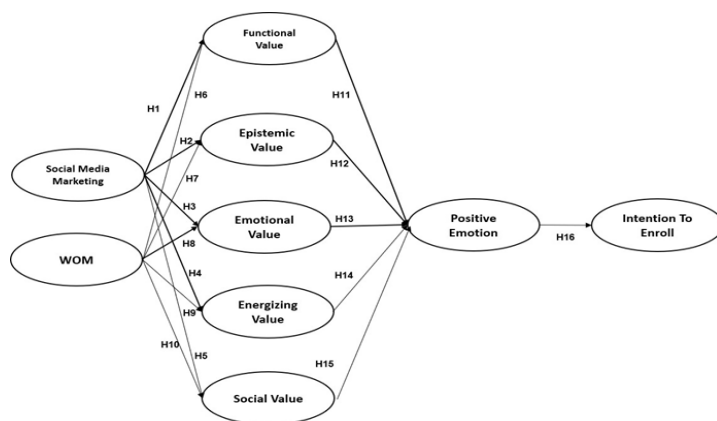 Functional
Value
H1
H6
H11
Social Media
Marketing
H2
Epistemic
Value
H12
H7
H3
Emotional
Value
H13
Positive
Emotion
H16
Intention To
Enroll
WOM
H8
H4
Energizing
Value
H14
H9
H10
H5
Social Value
H15